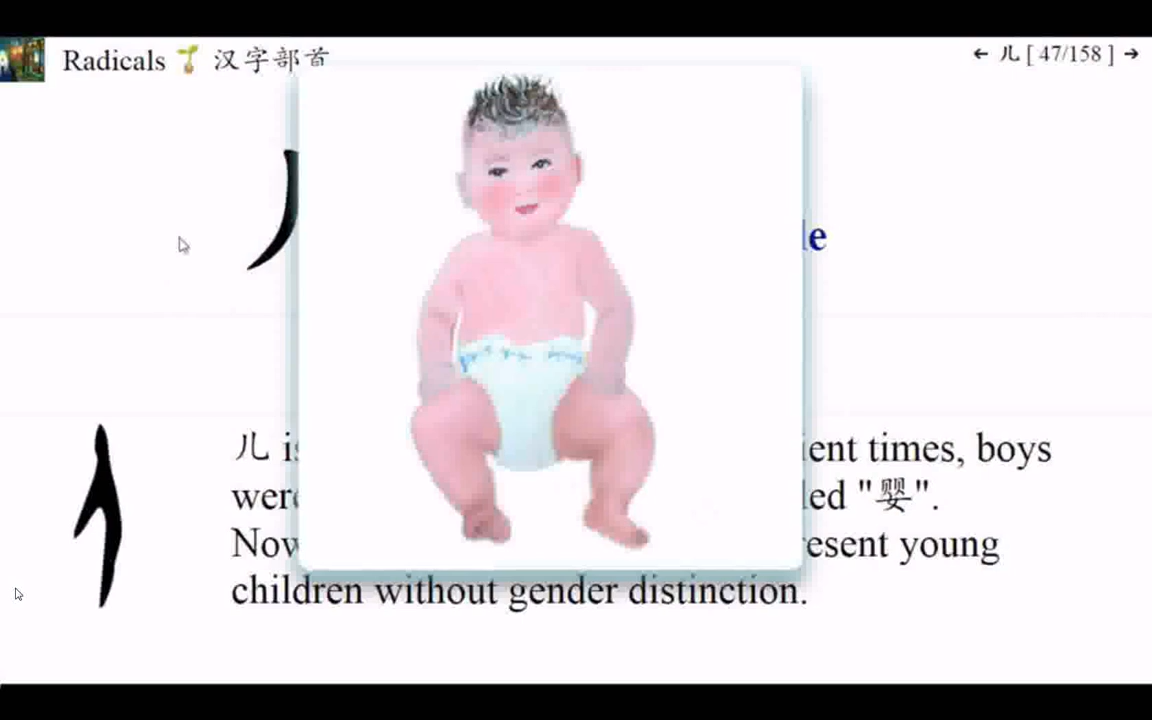 Radicals 汉字部首
← 儿 [ 47/158 ] →
le
儿 is ient times, boys
were led "婴".
Now resent young
children without gender distinction.